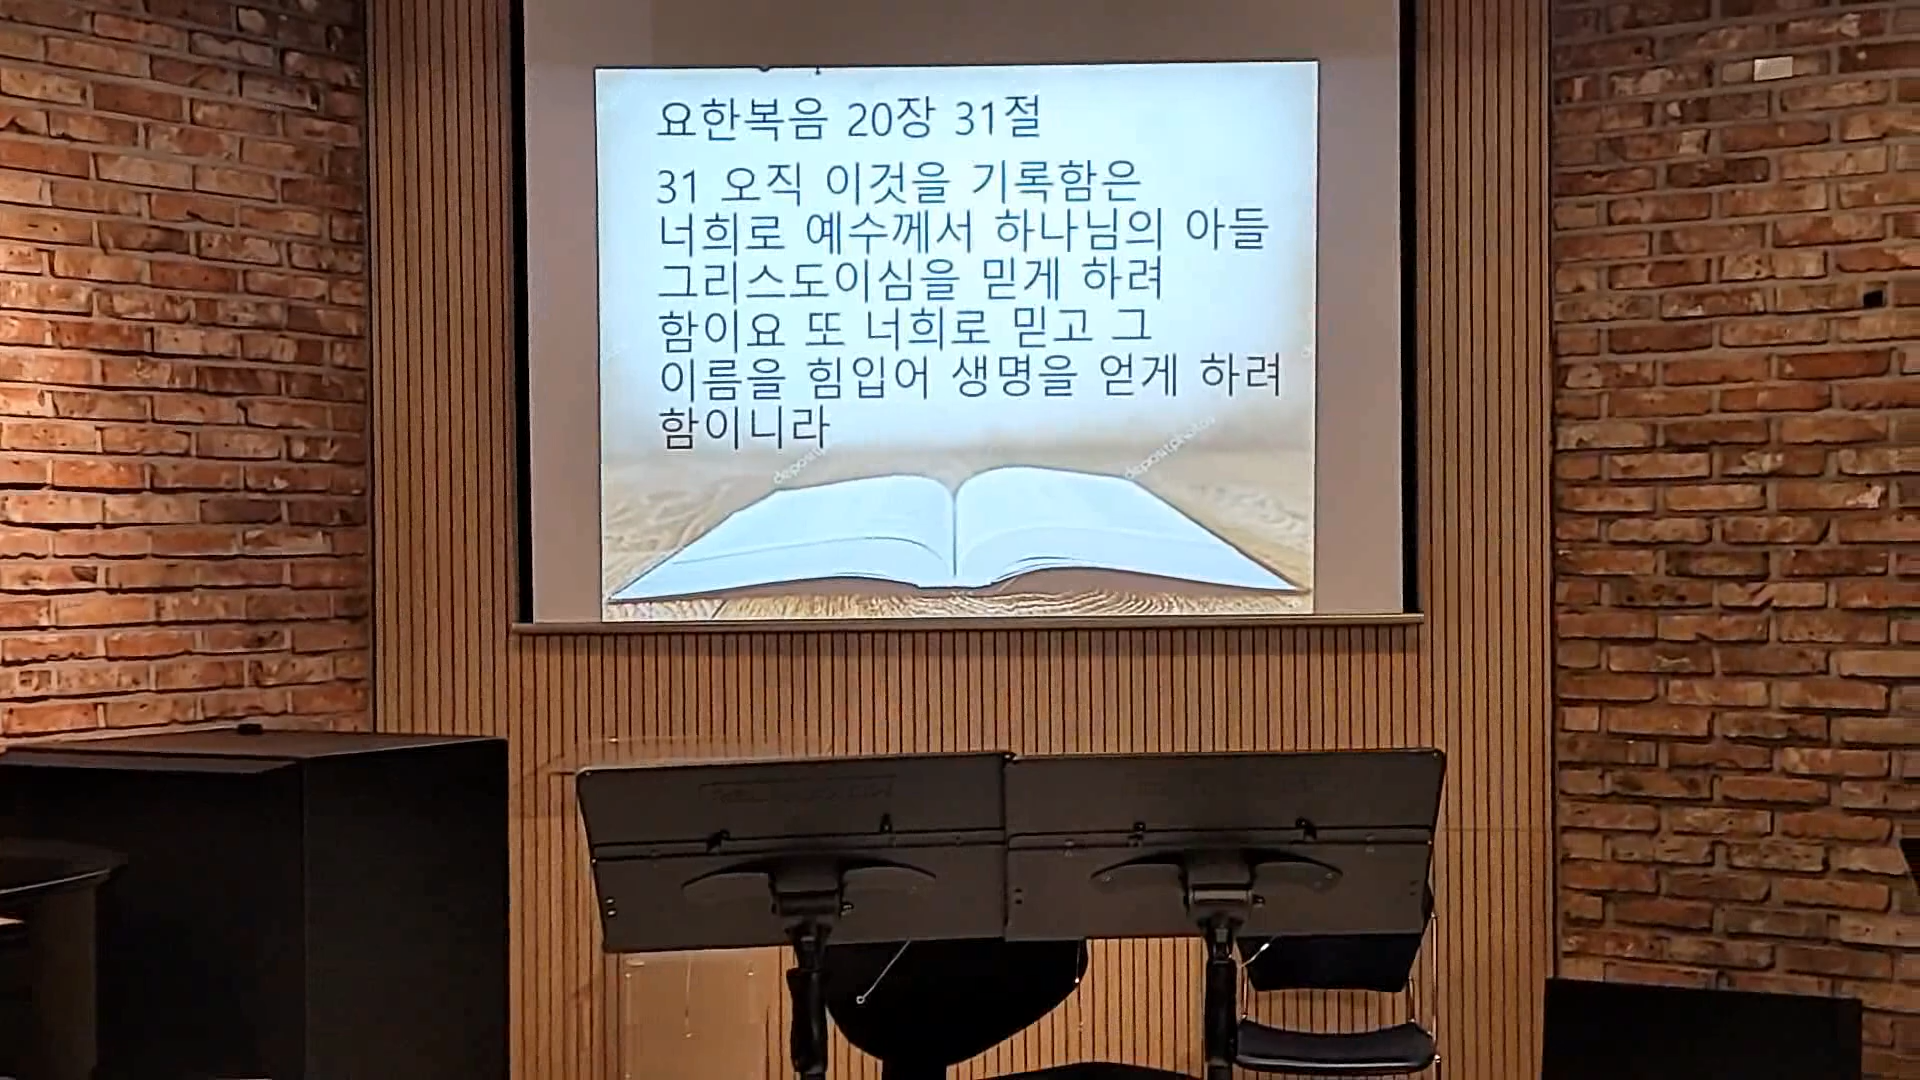 요한복음 20장 31절
31 오직 이것을 기록함은
너희로 예수께서 하나님의 아들
그리스도이심을 믿게 하려
함이요 또 너희로 믿고 그
이름을 힘입어 생명을 얻게 하려
함이니라
depositphotos